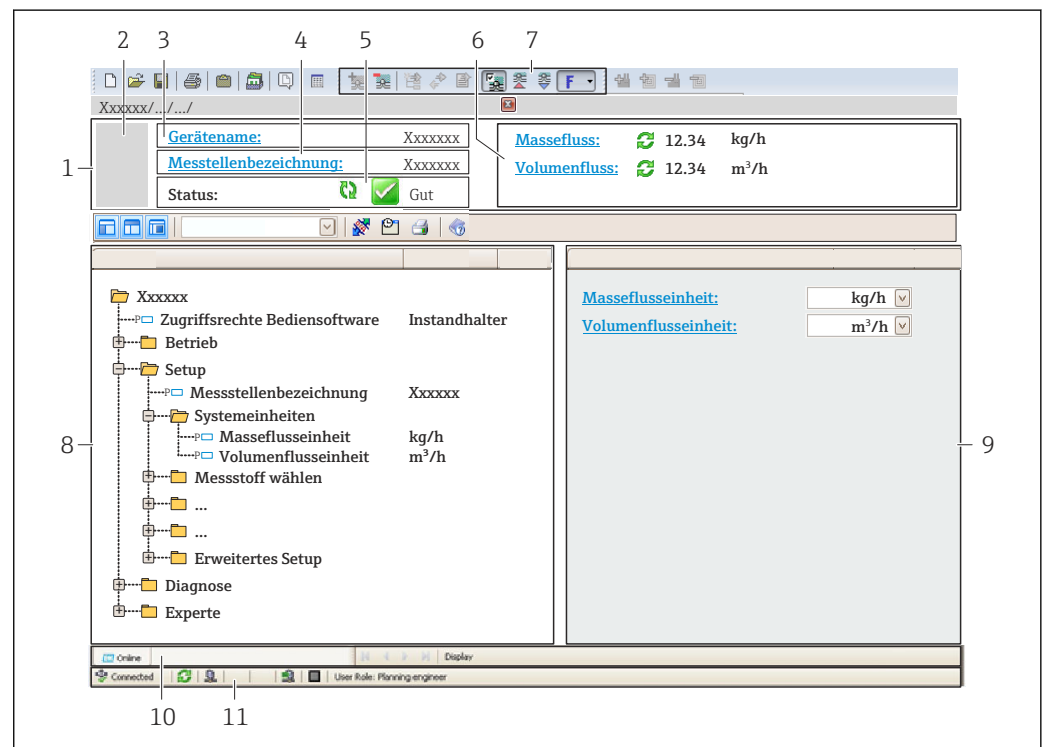 2 3 4 5 6 7
F
Xxxxxx/.../.../
1
Gerätename: Xxxxxxx
Messtellenbezeichnung: Xxxxxxx
Status: Gut
Massefluss: 12.34 kg/h
Volumenfluss: 12.34 m³/h
Xxxxxx
P Zugriffsrechte Bediensoftware Instandhalter
Betrieb
Setup
P Messstellenbezeichnung Xxxxxx
Systemeinheiten
P Masseflusseinheit kg/h
P Volumenflusseinheit m³/h
Messstoff wählen
...
...
Erweitertes Setup
Diagnose
Experte
8
Masseflusseinheit: kg/h
Volumenflusseinheit: m³/h
9
Online Display
Connected User Role: Planning engineer
10 11